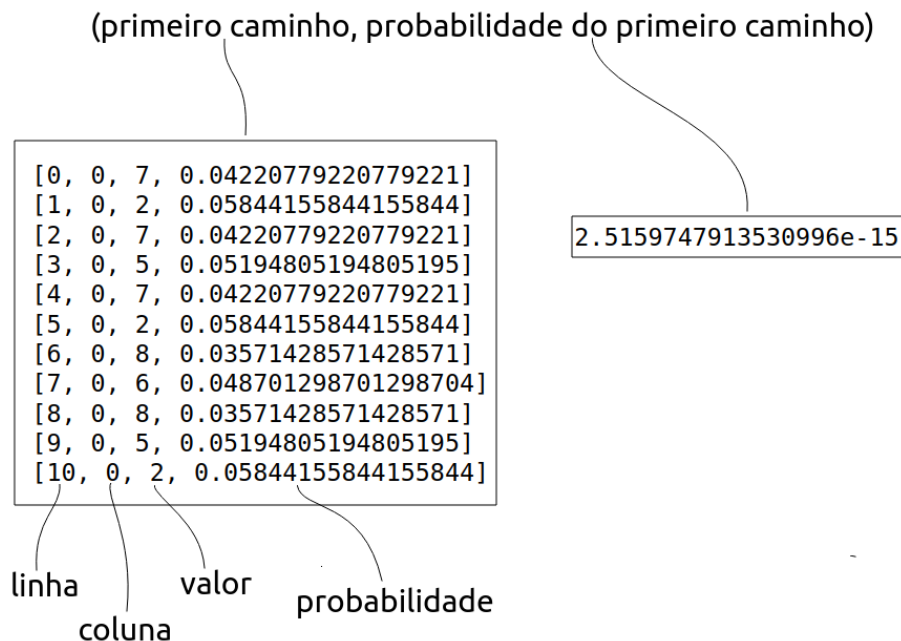 (primeiro caminho, probabilidade do primeiro caminho)
[0, 0, 7, 0.04220779220779221]
[1, 0, 2, 0.05844155844155844]
[2, 0, 7, 0.04220779220779221]
[3, 0, 5, 0.05194805194805195]
[4, 0, 7, 0.04220779220779221]
[5, 0, 2, 0.05844155844155844]
[6, 0, 8, 0.03571428571428571]
[7, 0, 6, 0.048701298701298704]
[8, 0, 8, 0.03571428571428571]
[9, 0, 5, 0.05194805194805195]
[10, 0, 2, 0.05844155844155844]
2.5159747913530996e-15
linha
coluna
valor
probabilidade